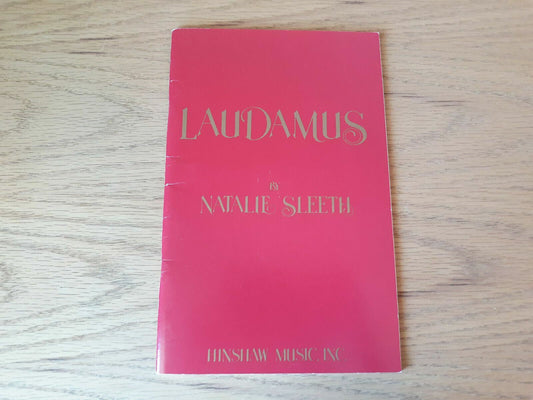 LAUDAMUS
BY
NATALIE SLEETH
HINSHAW MUSIC, INC.